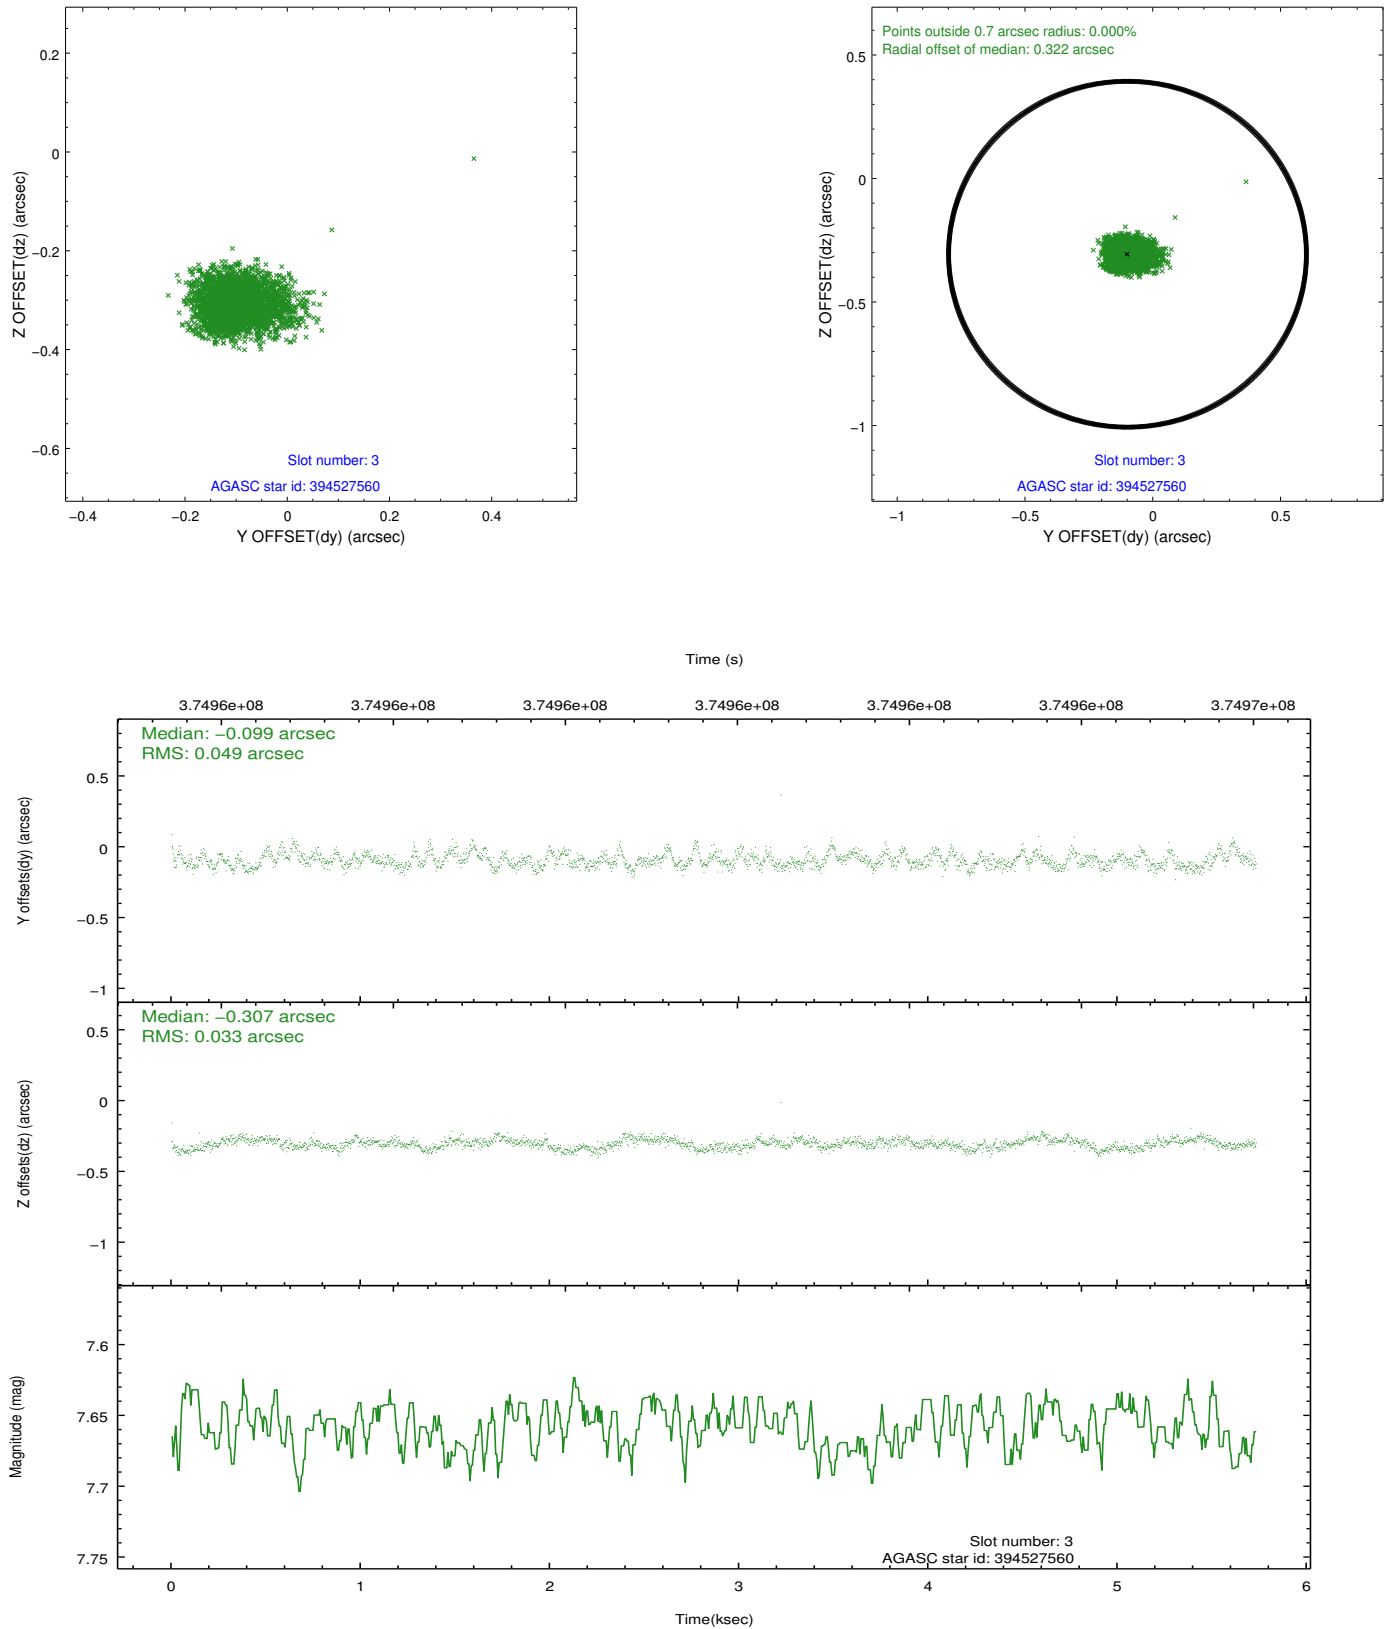 0.2
0
−0.2
−0.4
−0.6
Z OFFSET(dz) (arcsec)
Slot number: 3
AGASC star id: 394527560
−0.4
−0.2
0
0.2
0.4
Y OFFSET(dy) (arcsec)
Points outside 0.7 arcsec radius: 0.000%
Radial offset of median: 0.322 arcsec
0.5
0
−0.5
−1
Z OFFSET(dz) (arcsec)
Slot number: 3
AGASC star id: 394527560
−1
−0.5
0
0.5
Y OFFSET(dy) (arcsec)
Time (s)
3.7496e+08
3.7496e+08
3.7496e+08
3.7496e+08
3.7496e+08
3.7496e+08
3.7497e+08
Median: −0.099 arcsec
RMS: 0.049 arcsec
0.5
0
−0.5
−1
Y offsets(dy) (arcsec)
Median: −0.307 arcsec
RMS: 0.033 arcsec
0.5
0
−0.5
−1
Z offsets(dz) (arcsec)
7.6
7.65
7.7
7.75
Magnitude (mag)
Slot number: 3
AGASC star id: 394527560
0
1
2
3
4
5
6
Time(ksec)